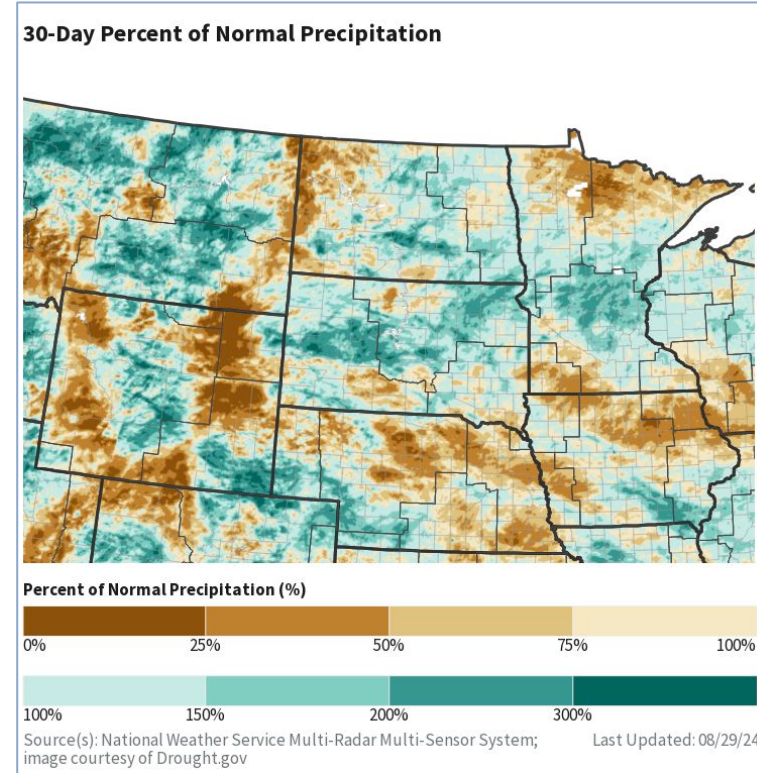 30-Day Percent of Normal Precipitation
Percent of Normal Precipitation (%)
0% 25% 50% 75% 100%
100% 150% 200% 300%
Source(s): National Weather Service Multi-Radar Multi-Sensor System; Last Updated: 08/29/24
image courtesy of Drought.gov